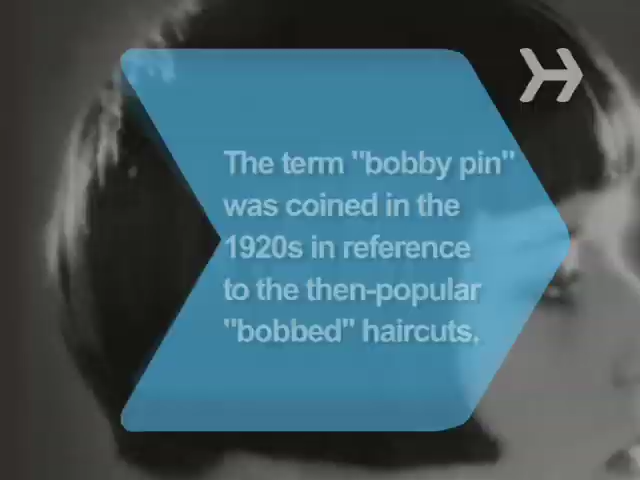 The term "bobby pin"
was coined in the
1920s in reference
to the then-popular
"bobbed" haircuts.